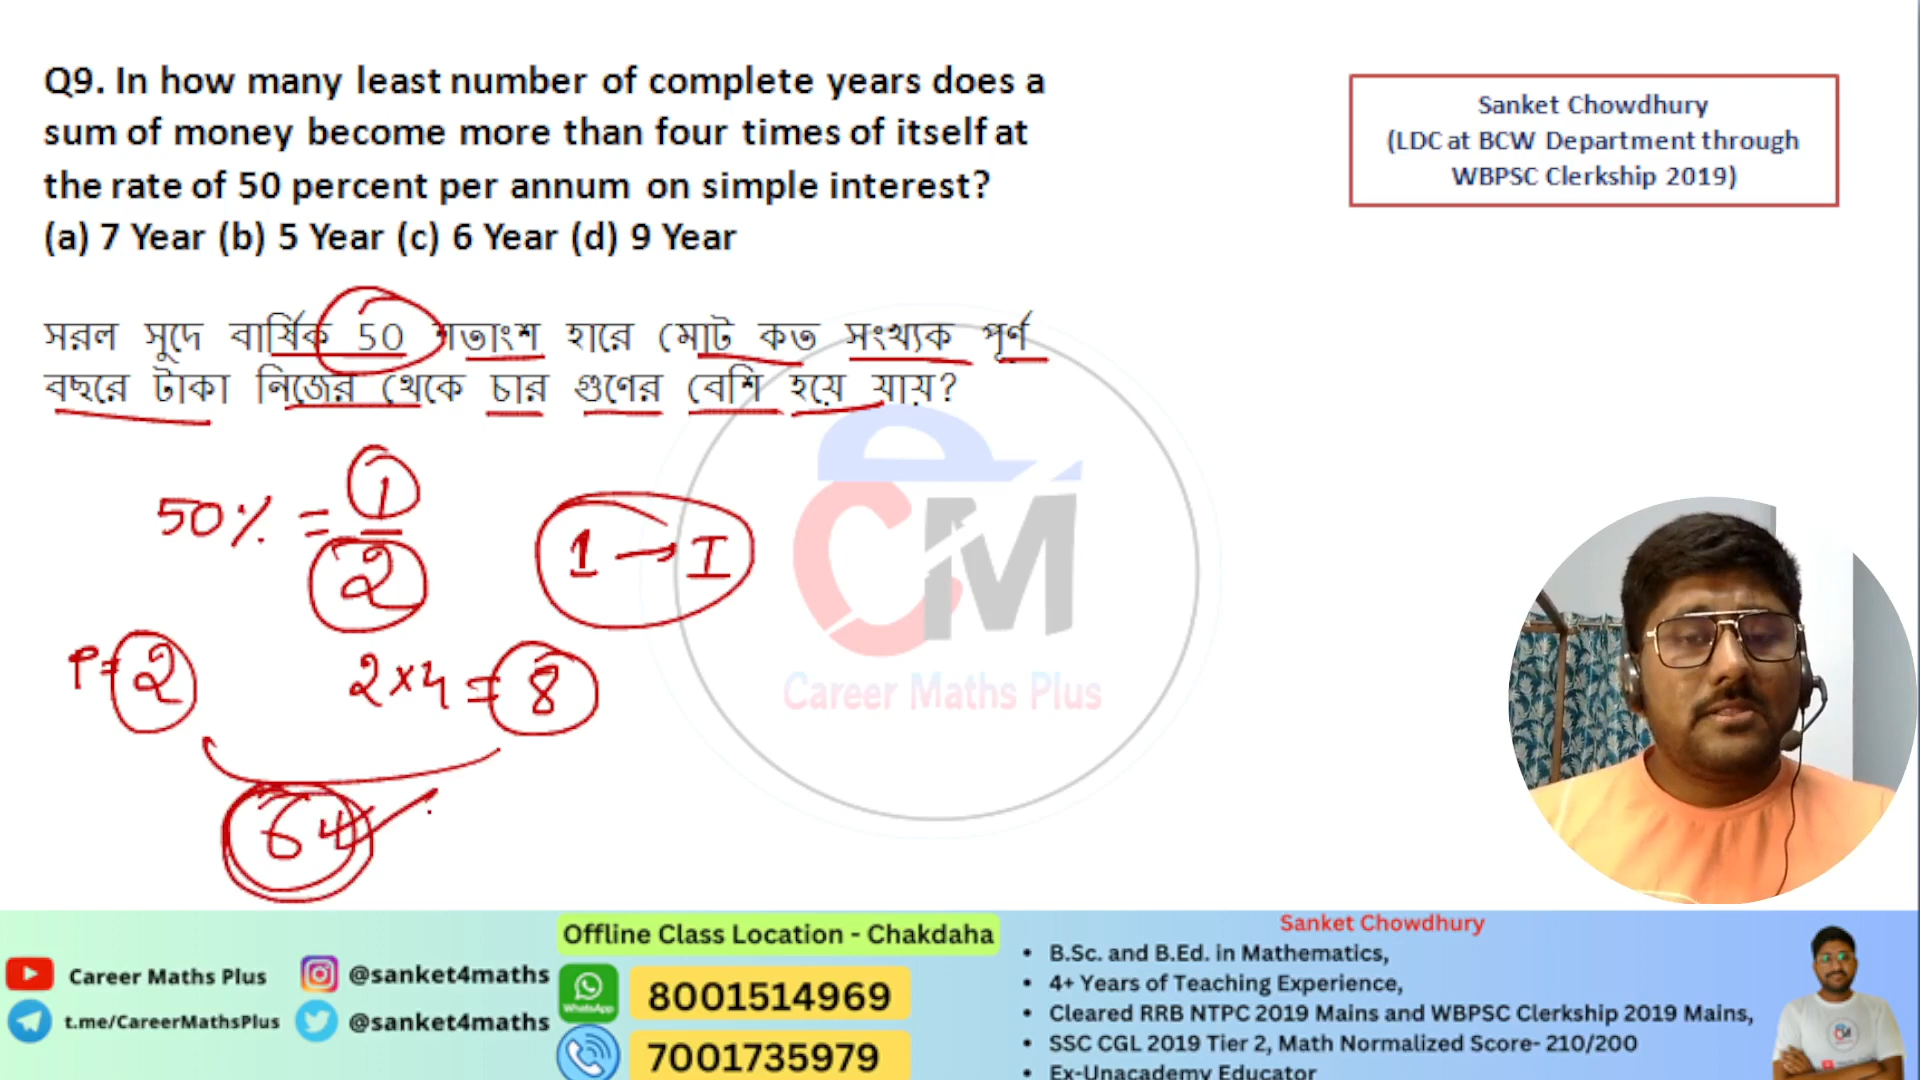 Q9. In how many least number of complete years does a
sum of money become more than four times of itself at
the rate of 50 percent per annum on simple interest?
(a) 7 Year (b) 5 Year (c) 6 Year (d) 9 Year
Sanket Chowdhury
(LDC at BCW Department through
WBPSC Clerkship 2019)
সরল সুদে বার্ষিক 50 শতাংশ হারে মোট কত সংখ্যক পূর্ণ
বছরে টাকা নিজের থেকে চার গুণের বেশি হয়ে যায়?
50% = 1/2
1 → I
P = 2
2 × 4 = 8
CM
Career Maths Plus
Offline Class Location - Chakdaha
Career Maths Plus
@sanket4maths
t.me/CareerMathsPlus
@sanket4maths
WhatsApp
8001514969
7001735979
Sanket Chowdhury
• B.Sc. and B.Ed. in Mathematics,
• 4+ Years of Teaching Experience,
• Cleared RRB NTPC 2019 Mains and WBPSC Clerkship 2019 Mains,
• SSC CGL 2019 Tier 2, Math Normalized Score- 210/200
• Ex-Unacademy Educator